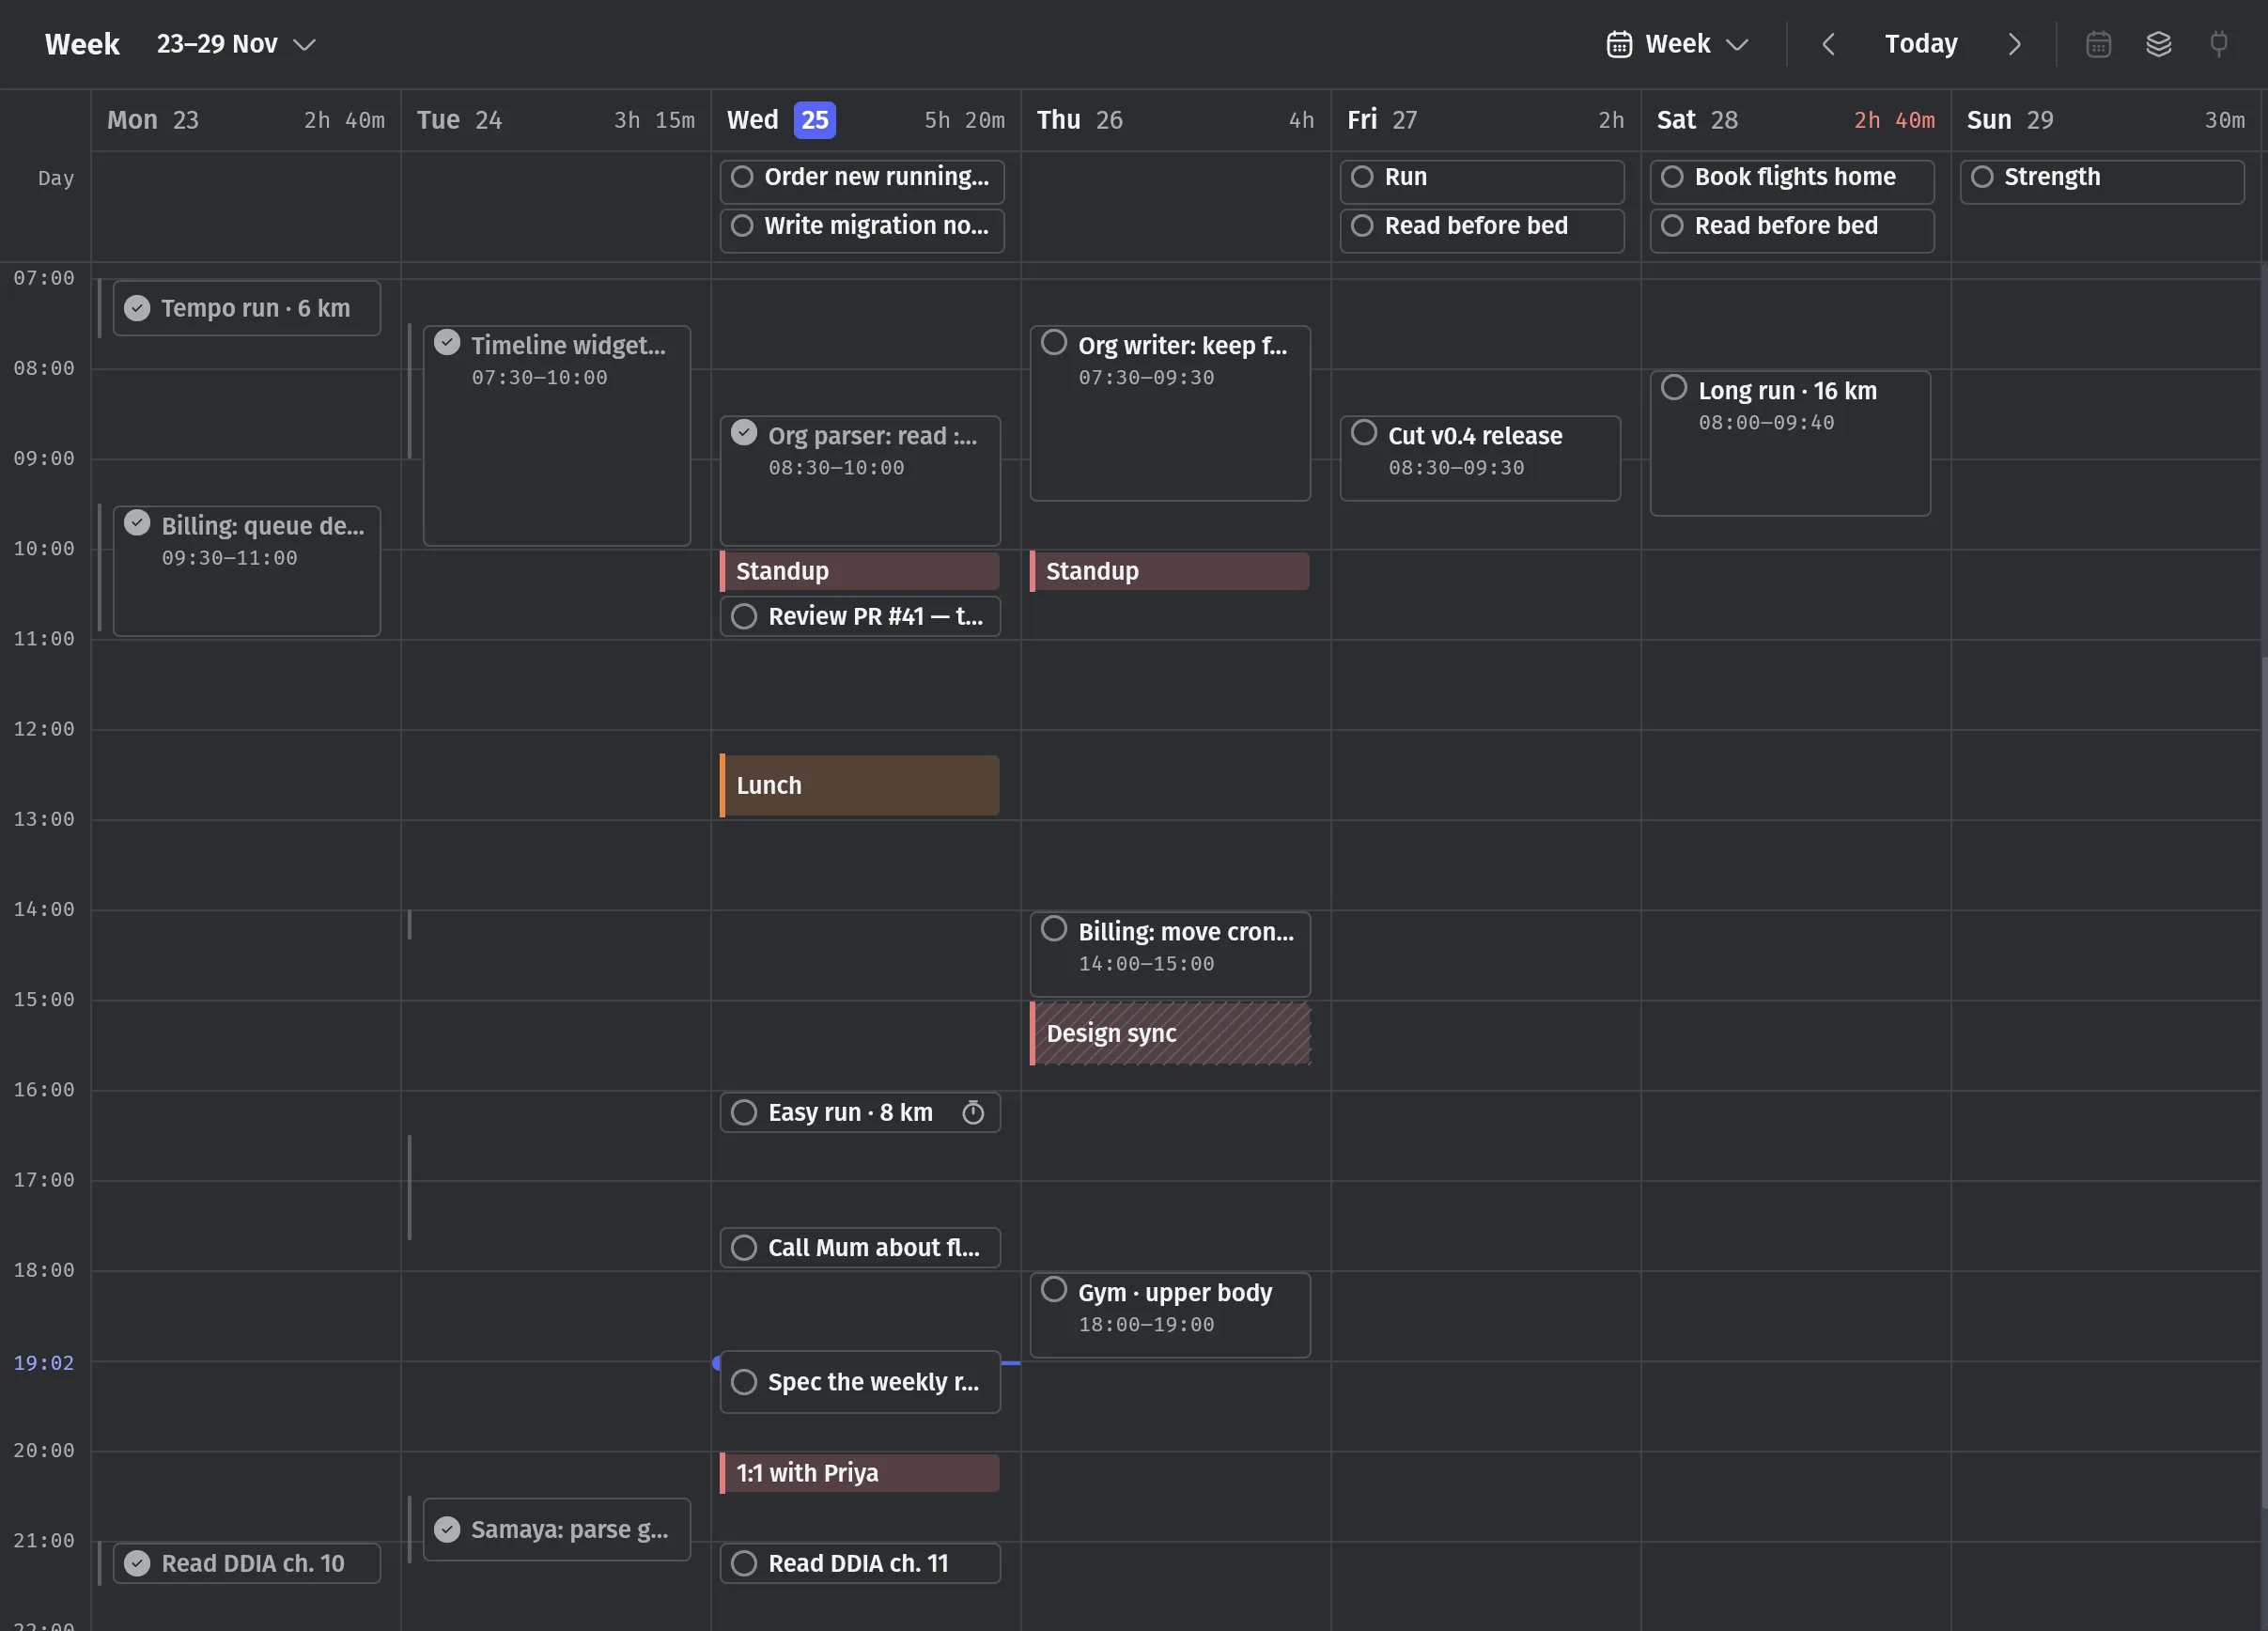 Week 23–29 Nov Week Today
Mon 23 2h 40m Tue 24 3h 15m Wed 25 5h 20m Thu 26 4h Fri 27 2h Sat 28 2h 40m Sun 29 30m
Day
Order new running...
Write migration no...
Run
Read before bed
Book flights home
Read before bed
Strength
07:00
08:00
09:00
10:00
11:00
12:00
13:00
14:00
15:00
16:00
17:00
18:00
19:02
20:00
21:00
22:00
Tempo run · 6 km
Billing: queue de...
09:30–11:00
Read DDIA ch. 10
Timeline widget...
07:30–10:00
Samaya: parse g...
Org parser: read :...
08:30–10:00
Standup
Review PR #41 — t...
Lunch
Easy run · 8 km
Call Mum about fl...
Spec the weekly r...
1:1 with Priya
Read DDIA ch. 11
Org writer: keep f...
07:30–09:30
Standup
Billing: move cron...
14:00–15:00
Design sync
Gym · upper body
18:00–19:00
Cut v0.4 release
08:30–09:30
Long run · 16 km
08:00–09:40